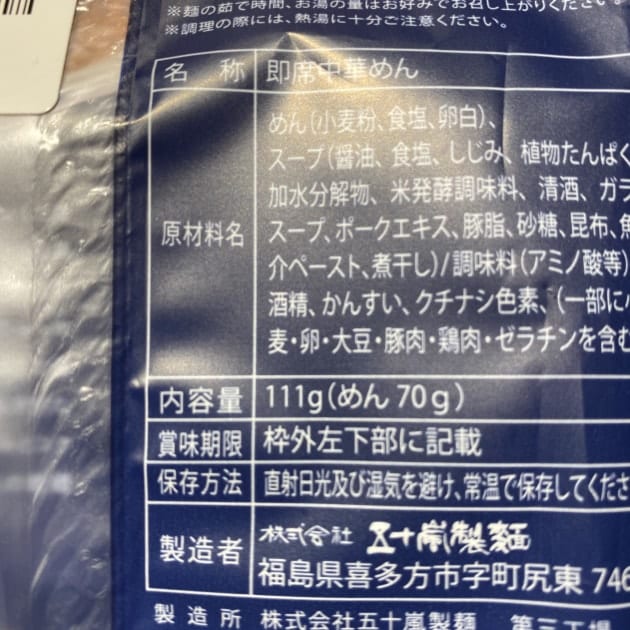 ※麺の茹で時間、お湯の量はお好みでお召し上がりください。
※調理の際には、熱湯に十分ご注意ください。
名 称 即席中華めん
原材料名
めん(小麦粉、食塩、卵白)、
スープ(醤油、食塩、しじみ、植物たんぱく
加水分解物、米発酵調味料、清酒、ガラ
スープ、ポークエキス、豚脂、砂糖、昆布、魚
介ペースト、煮干し)/調味料(アミノ酸等)
酒精、かんすい、クチナシ色素、(一部に小
麦・卵・大豆・豚肉・鶏肉・ゼラチンを含む
内容量 111g(めん 70g)
賞味期限 枠外左下部に記載
保存方法 直射日光及び湿気を避け、常温で保存してくださ
製造者 株式会社 五十嵐製麺
福島県喜多方市字町尻東 746
製造所 株式会社五十嵐製麺 第三工場